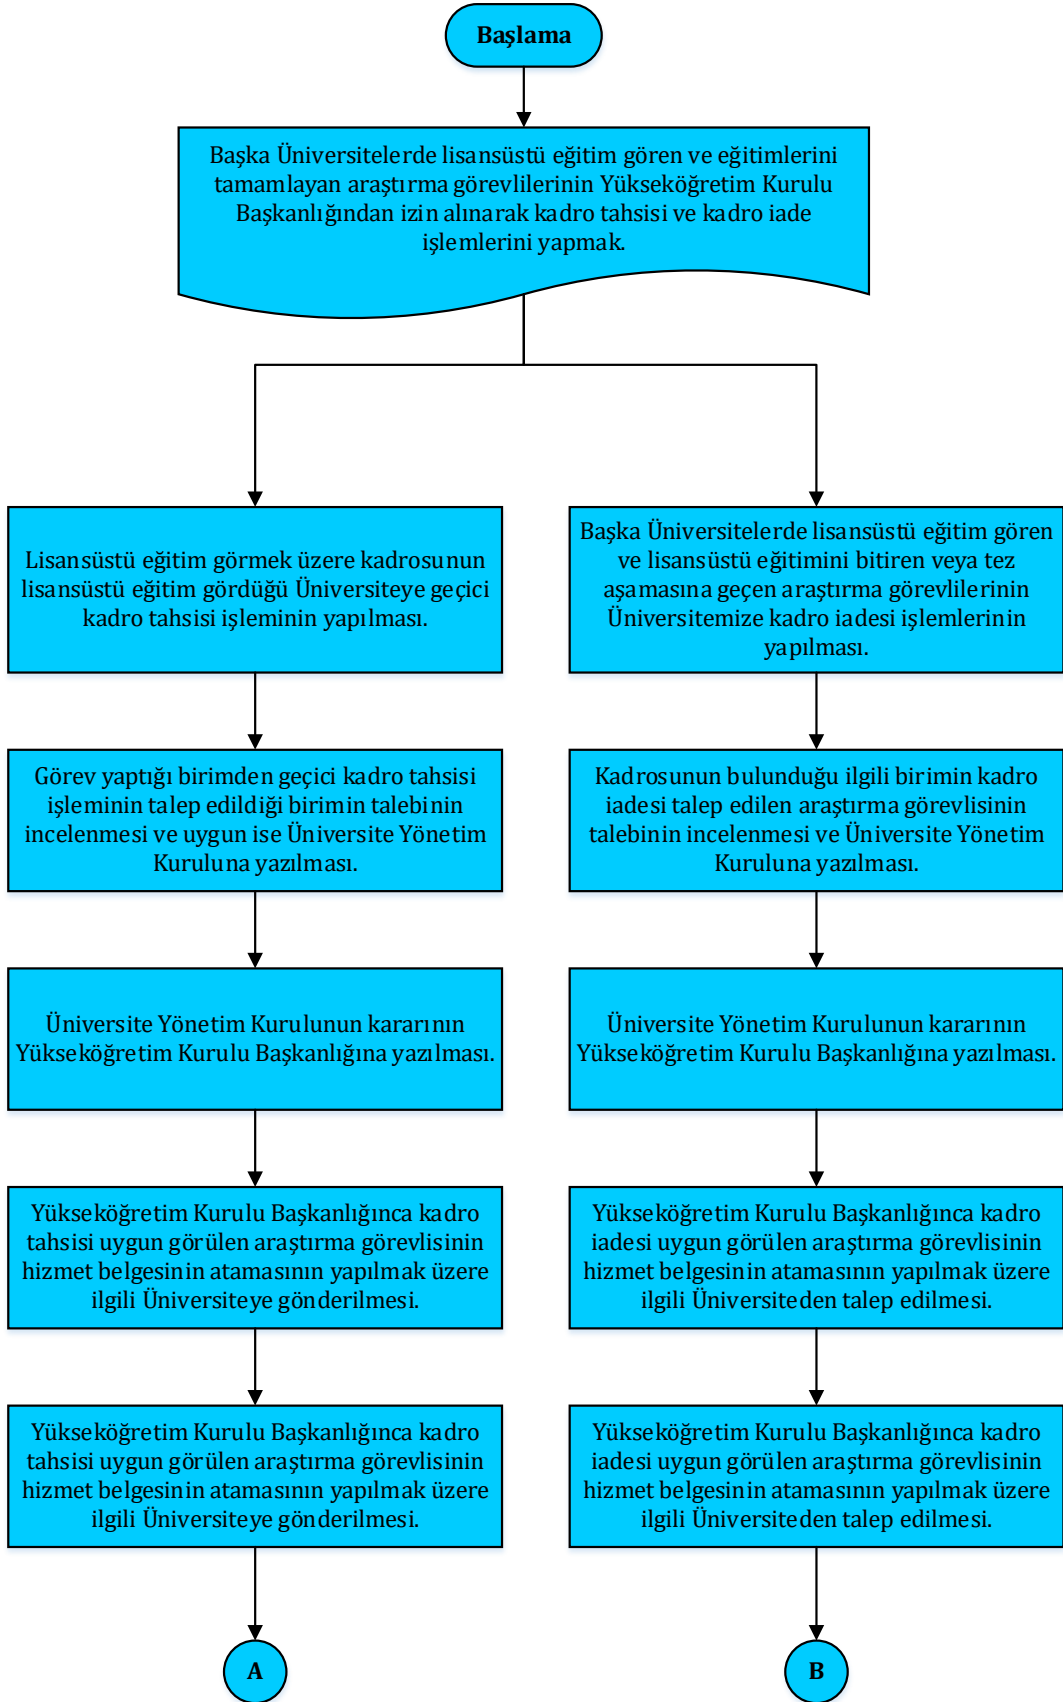 Başlama
Başka Üniversitelerde lisansüstü eğitim gören ve eğitimlerini
tamamlayan araştırma görevlilerinin Yükseköğretim Kurulu
Başkanlığından izin alınarak kadro tahsisi ve kadro iade
işlemlerini yapmak.
Lisansüstü eğitim görmek üzere kadrosunun
lisansüstü eğitim gördüğü Üniversiteye geçici
kadro tahsisi işleminin yapılması.
Görev yaptığı birimden geçici kadro tahsisi
işleminin talep edildiği birimin talebinin
incelenmesi ve uygun ise Üniversite Yönetim
Kuruluna yazılması.
Üniversite Yönetim Kurulunun kararının
Yükseköğretim Kurulu Başkanlığına yazılması.
Yükseköğretim Kurulu Başkanlığınca kadro
tahsisi uygun görülen araştırma görevlisinin
hizmet belgesinin atamasının yapılmak üzere
ilgili Üniversiteye gönderilmesi.
Yükseköğretim Kurulu Başkanlığınca kadro
tahsisi uygun görülen araştırma görevlisinin
hizmet belgesinin atamasının yapılmak üzere
ilgili Üniversiteye gönderilmesi.
A
Başka Üniversitelerde lisansüstü eğitim gören
ve lisansüstü eğitimini bitiren veya tez
aşamasına geçen araştırma görevlilerinin
Üniversitemize kadro iadesi işlemlerinin
yapılması.
Kadrosunun bulunduğu ilgili birimin kadro
iadesi talep edilen araştırma görevlisinin
talebinin incelenmesi ve Üniversite Yönetim
Kuruluna yazılması.
Üniversite Yönetim Kurulunun kararının
Yükseköğretim Kurulu Başkanlığına yazılması.
Yükseköğretim Kurulu Başkanlığınca kadro
iadesi uygun görülen araştırma görevlisinin
hizmet belgesinin atamasının yapılmak üzere
ilgili Üniversiteden talep edilmesi.
Yükseköğretim Kurulu Başkanlığınca kadro
iadesi uygun görülen araştırma görevlisinin
hizmet belgesinin atamasının yapılmak üzere
ilgili Üniversiteden talep edilmesi.
B